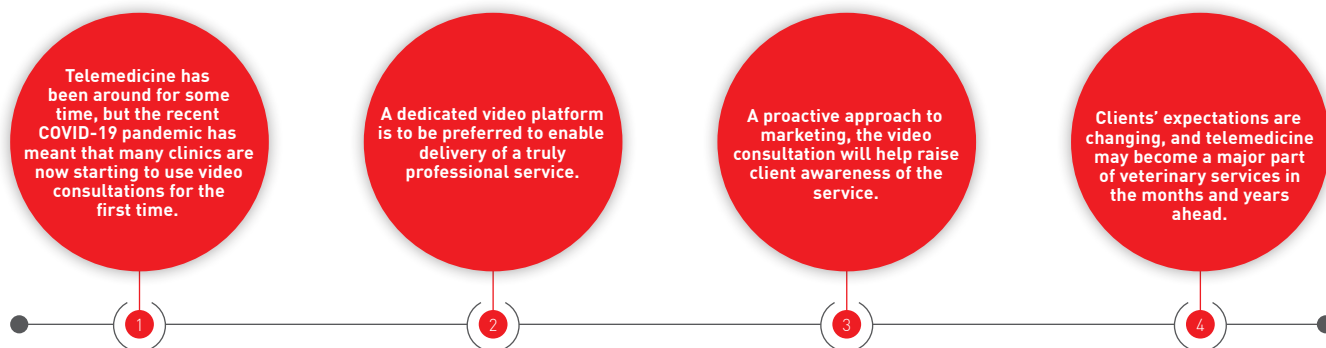 Telemedicine has
been around for some
time, but the recent
COVID-19 pandemic has
meant that many clinics are
now starting to use video
consultations for the
first time.
A dedicated video platform
is to be preferred to enable
delivery of a truly
professional service.
A proactive approach to
marketing, the video
consultation will help raise
client awareness of the
service.
Clients’ expectations are
changing, and telemedicine
may become a major part
of veterinary services in
the months and years
ahead.
1
2
3
4